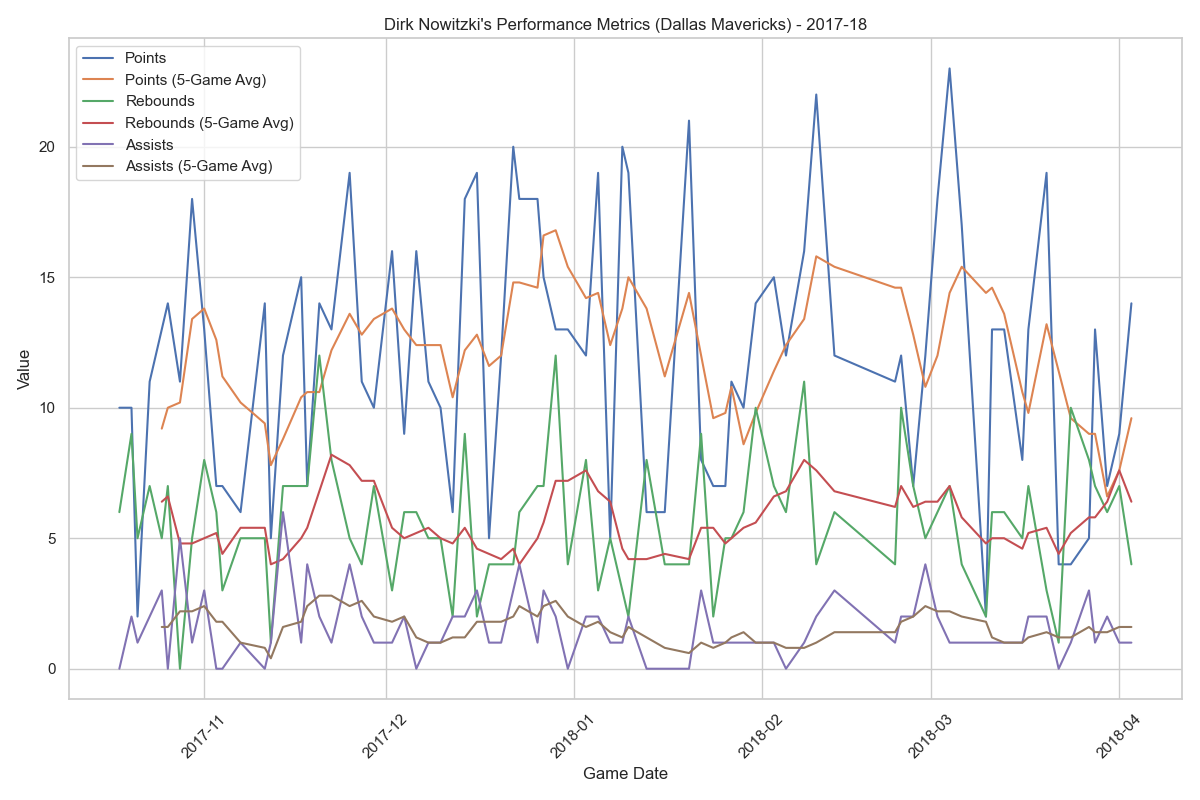 Dirk Nowitzki's Performance Metrics (Dallas Mavericks) - 2017-18
Points
Points (5-Game Avg)
Rebounds
Rebounds (5-Game Avg)
Assists
Assists (5-Game Avg)
20
15
10
5
0
Value
2017-11
2017-12
2018-01
2018-02
2018-03
2018-04
Game Date